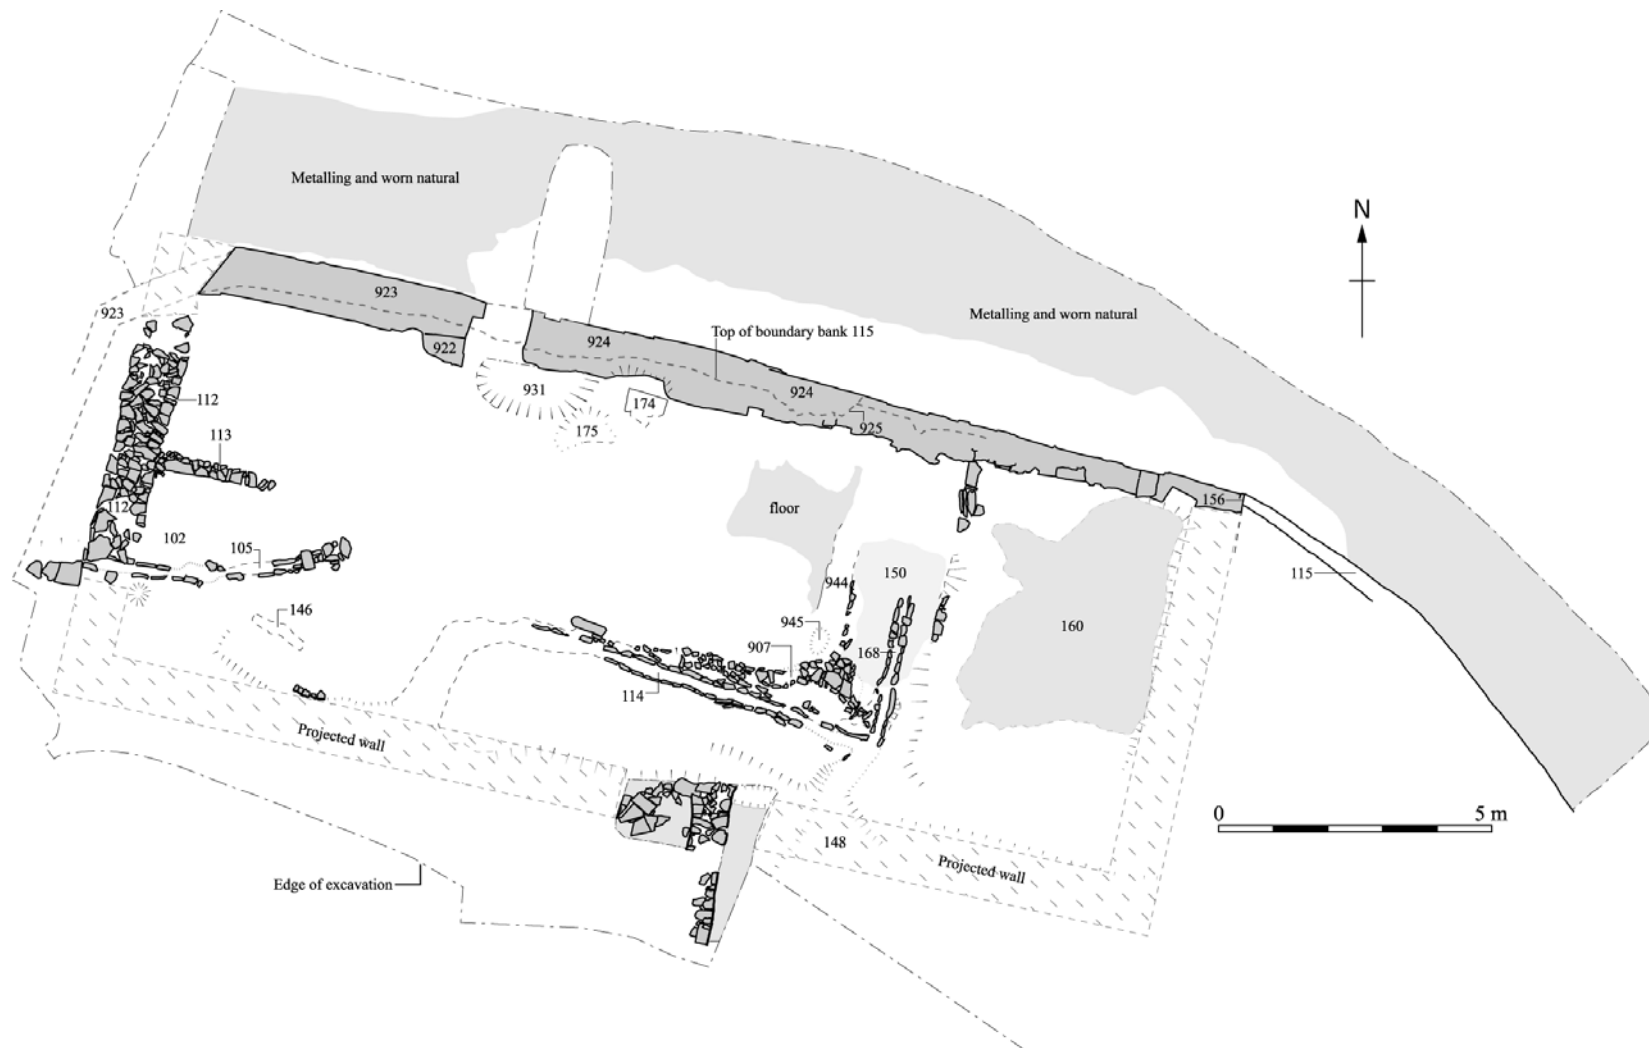 Metalling and worn natural
N
923
923
924
Top of boundary bank 115
Metalling and worn natural
922
931
174
924
112
175
925
113
156
floor
112
102
105
944
150
115
146
945
160
907
168
114
Projected wall
0
5 m
148
Projected wall
Edge of excavation